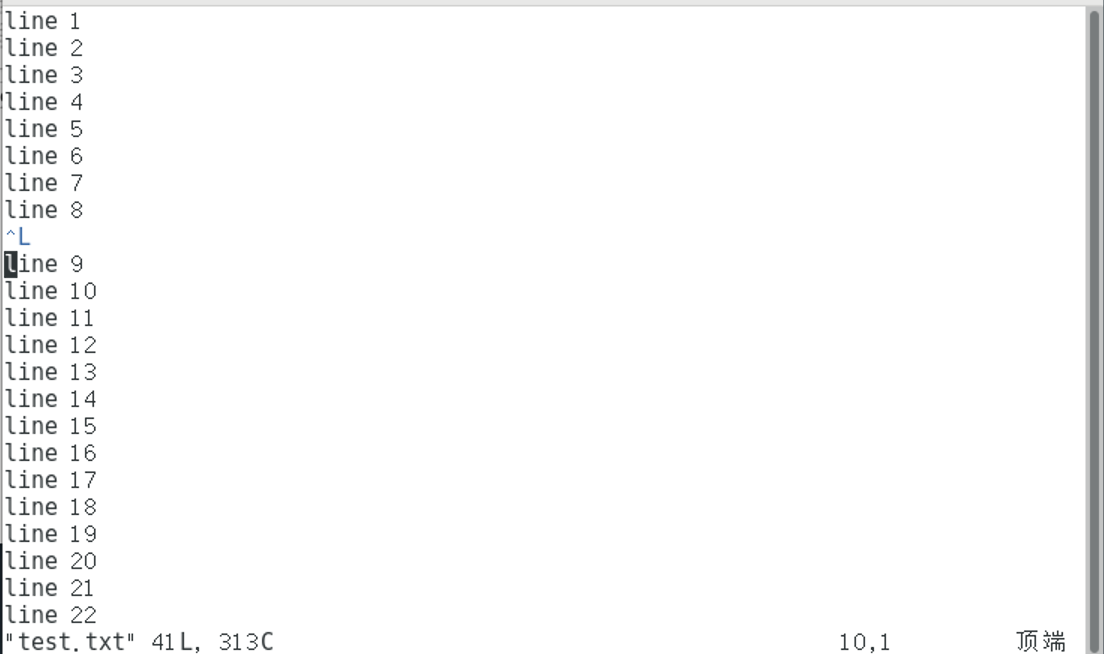 line 1
line 2
line 3
line 4
line 5
line 6
line 7
line 8
^L
line 9
line 10
line 11
line 12
line 13
line 14
line 15
line 16
line 17
line 18
line 19
line 20
line 21
line 22
"test.txt" 41L, 313C 10,1 顶端